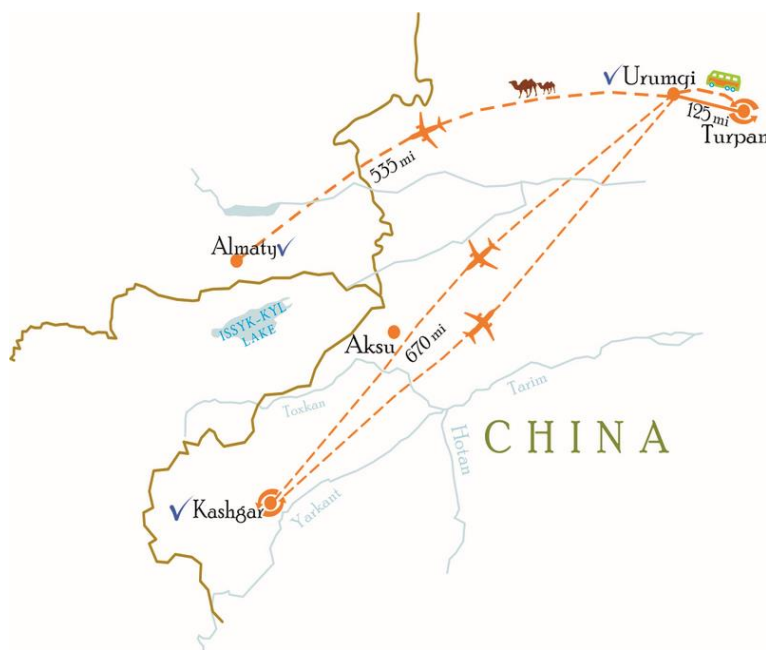 Urumqi
125 mi
Turpan
535 mi
Almaty
ISSYK-KYL
LAKE
Aksu
670 mi
Toxkan
Tarim
Hotan
CHINA
Kashgar
Yarkant